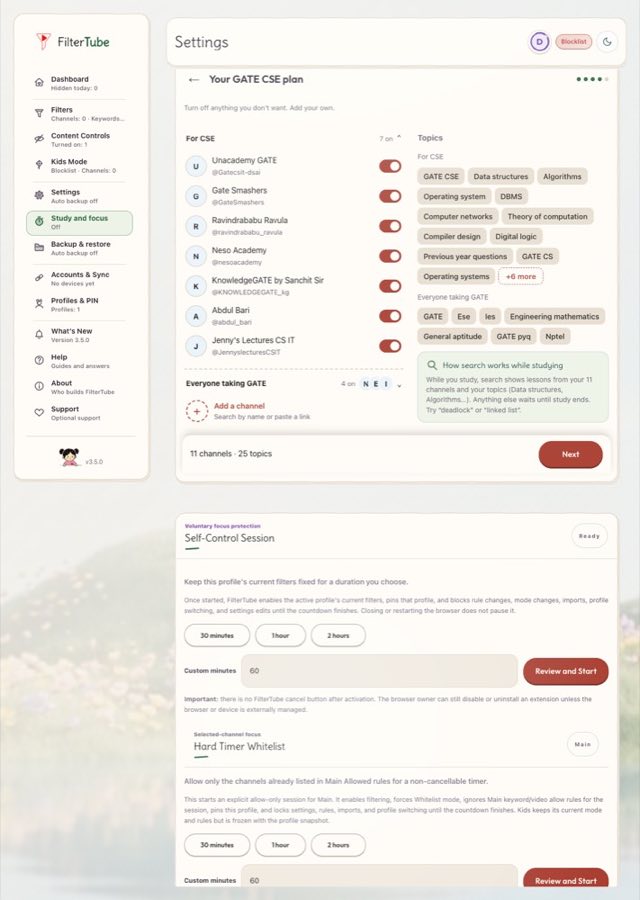 FilterTube
Dashboard
Hidden today: 0
Filters
Channels: 0 · Keywords...
Content Controls
Turned on: 1
Kids Mode
Blocklist · Channels: 0
Settings
Auto backup off
Study and focus
Off
Backup & restore
Auto backup off
Accounts & Sync
No devices yet
Profiles & PIN
Profiles: 1
What's New
Version 3.5.0
Help
Guides and answers
About
Who builds FilterTube
Support
Optional support
v3.5.0
Settings
D
Blocklist
← Your GATE CSE plan
Turn off anything you don't want. Add your own.
For CSE
7 on
U
Unacademy GATE
@Gatecsit-dsai
G
Gate Smashers
@GateSmashers
R
Ravindrababu Ravula
@ravindrababu_ravula
N
Neso Academy
@nesoacademy
K
KnowledgeGATE by Sanchit Sir
@KNOWLEDGEGATE_kg
A
Abdul Bari
@abdul_bari
J
Jenny's Lectures CS IT
@JennyslecturesCSIT
Everyone taking GATE
4 on N E I
+
Add a channel
Search by name or paste a link
Topics
For CSE
GATE CSE Data structures Algorithms
Operating system DBMS
Computer networks Theory of computation
Compiler design Digital logic
Previous year questions GATE CS
Operating systems +6 more
Everyone taking GATE
GATE Ese Ies Engineering mathematics
General aptitude GATE pyq Nptel
How search works while studying
While you study, search shows lessons from your 11
channels and your topics (Data structures,
Algorithms...). Anything else waits until study ends.
Try "deadlock" or "linked list".
11 channels · 25 topics
Next
Voluntary focus protection
Self-Control Session
Ready
Keep this profile's current filters fixed for a duration you choose.
Once started, FilterTube enables the active profile's current filters, pins that profile, and blocks rule changes, mode changes, imports, profile
switching, and settings edits until the countdown finishes. Closing or restarting the browser does not pause it.
30 minutes 1 hour 2 hours
Custom minutes 60 Review and Start
Important: there is no FilterTube cancel button after activation. The browser owner can still disable or uninstall an extension unless the
browser or device is externally managed.
Selected-channel focus
Hard Timer Whitelist
Main
Allow only the channels already listed in Main Allowed rules for a non-cancellable timer.
This starts an explicit allow-only session for Main. It enables filtering, forces Whitelist mode, ignores Main keyword/video allow rules for the
session, pins this profile, and locks settings, rules, imports, and profile switching until the countdown finishes. Kids keeps its current mode
and rules but is frozen with the profile snapshot.
30 minutes 1 hour 2 hours
Custom minutes 60 Review and Start